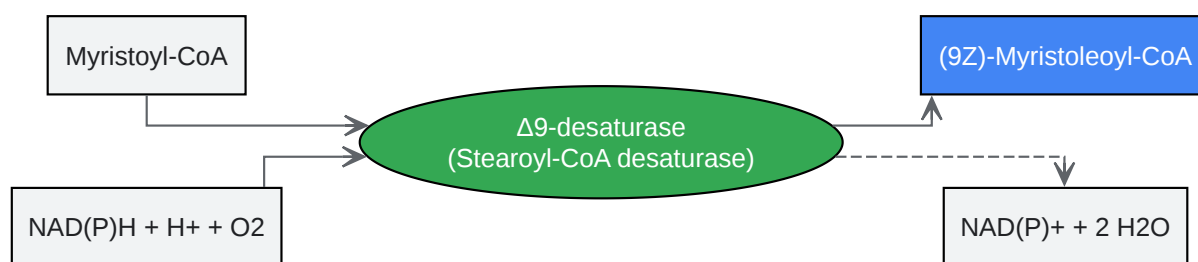 Myristoyl-CoA
(9Z)-Myristoleoyl-CoA
Δ9-desaturase
(Stearoyl-CoA desaturase)
NAD(P)H + H+ + O2
NAD(P)+ + 2 H2O